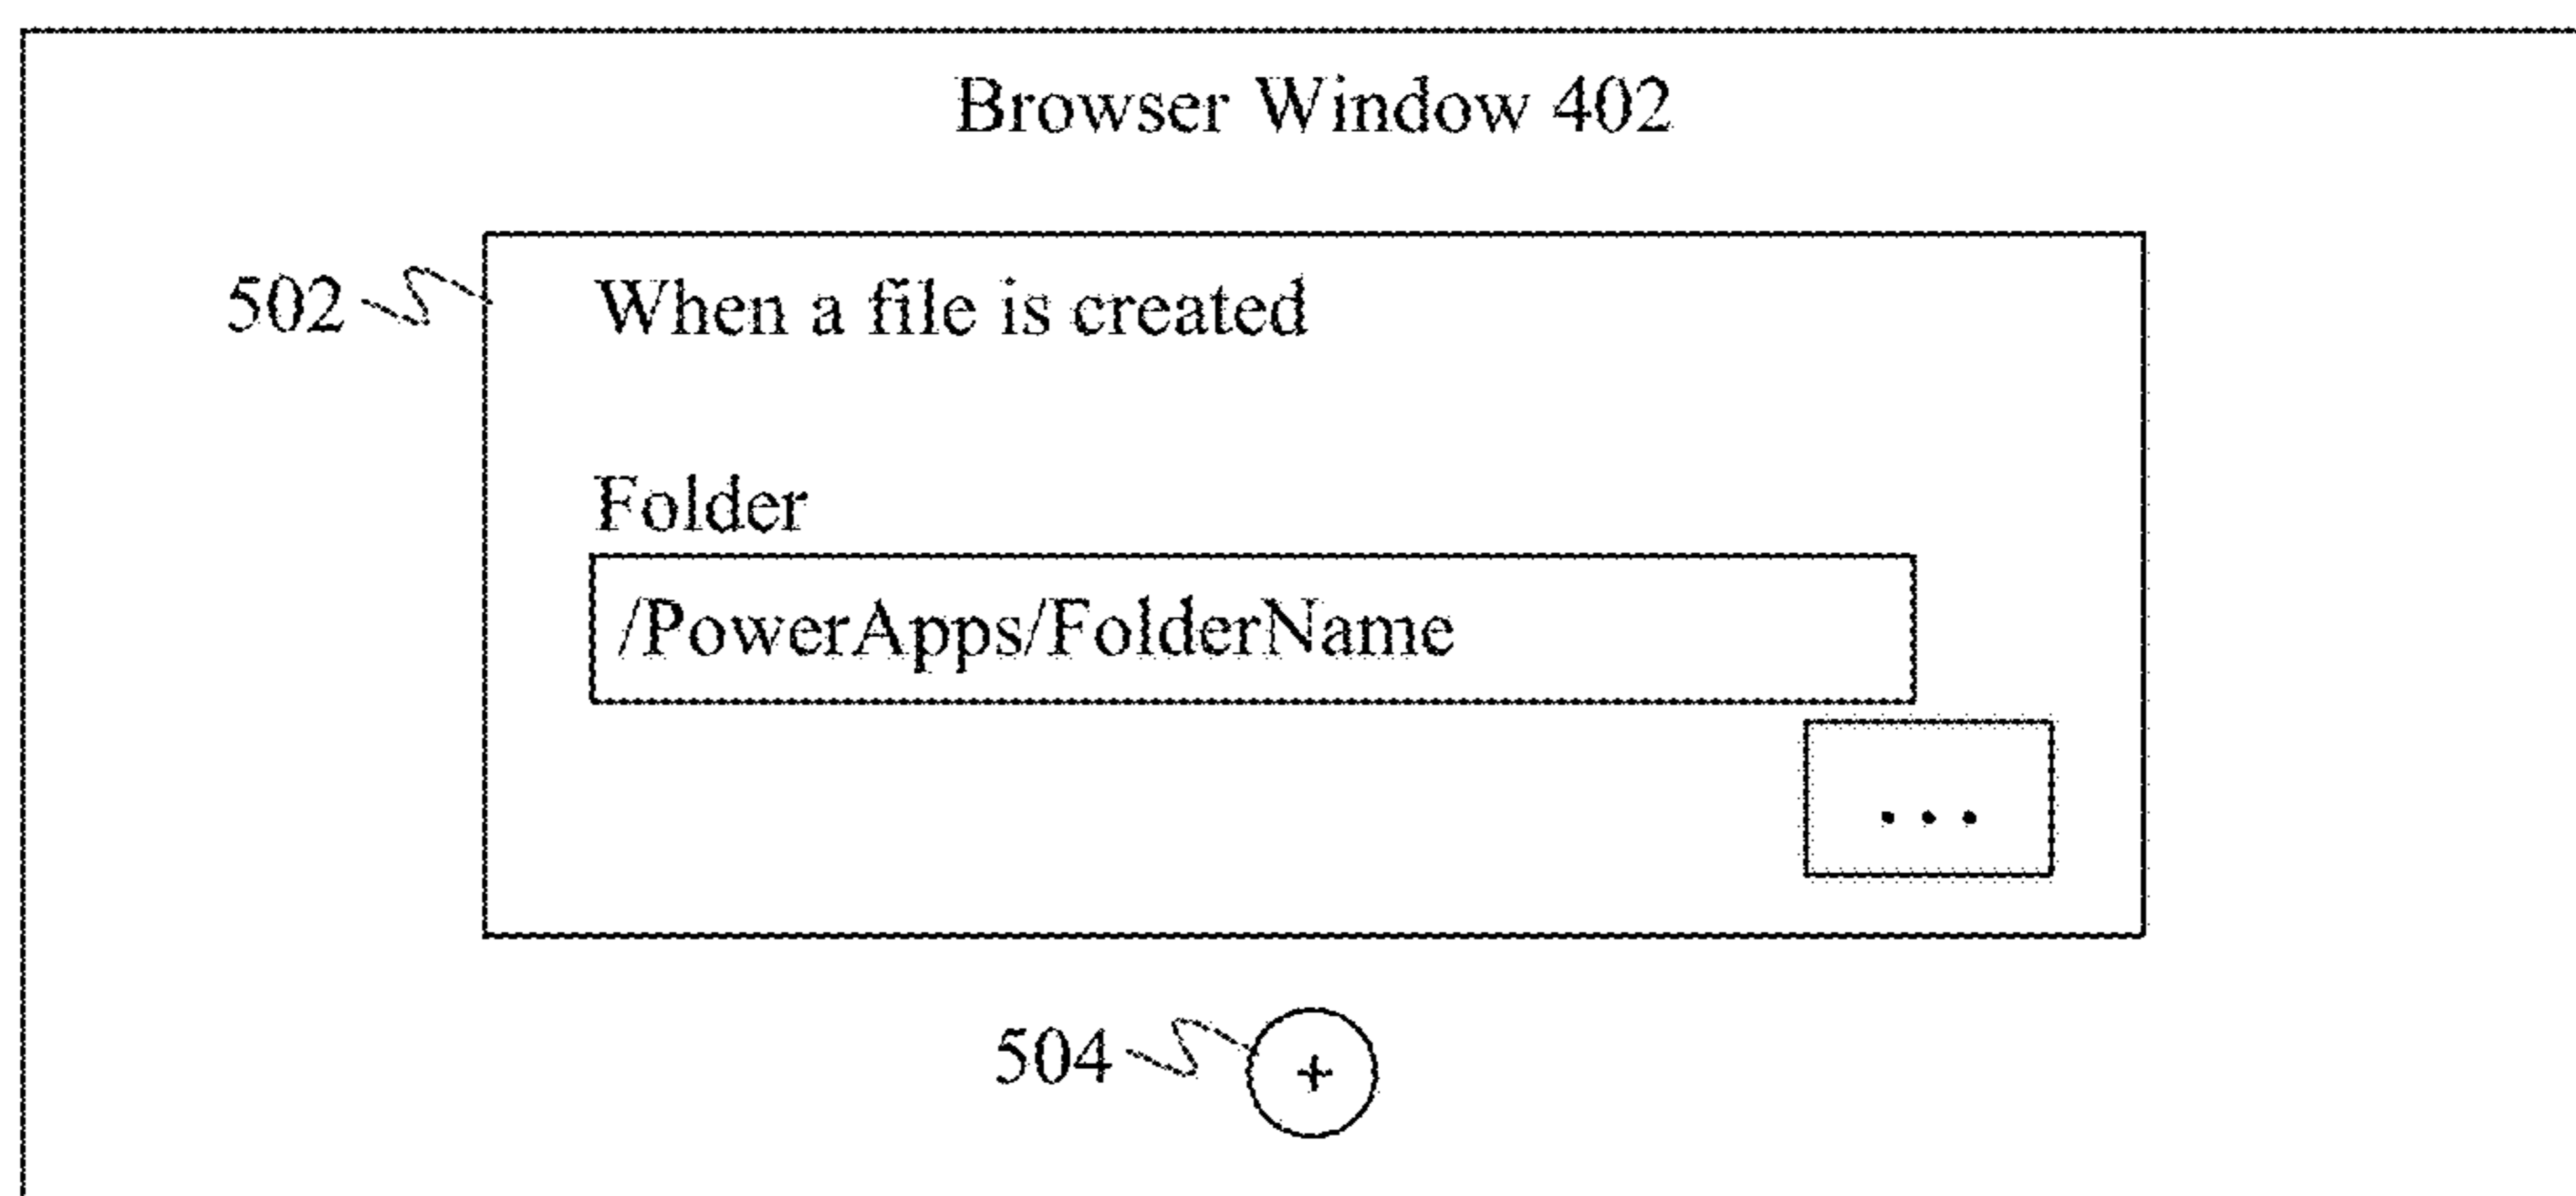 Browser Window 402
502
When a file is created
Folder
/PowerApps/FolderName
...
504
+